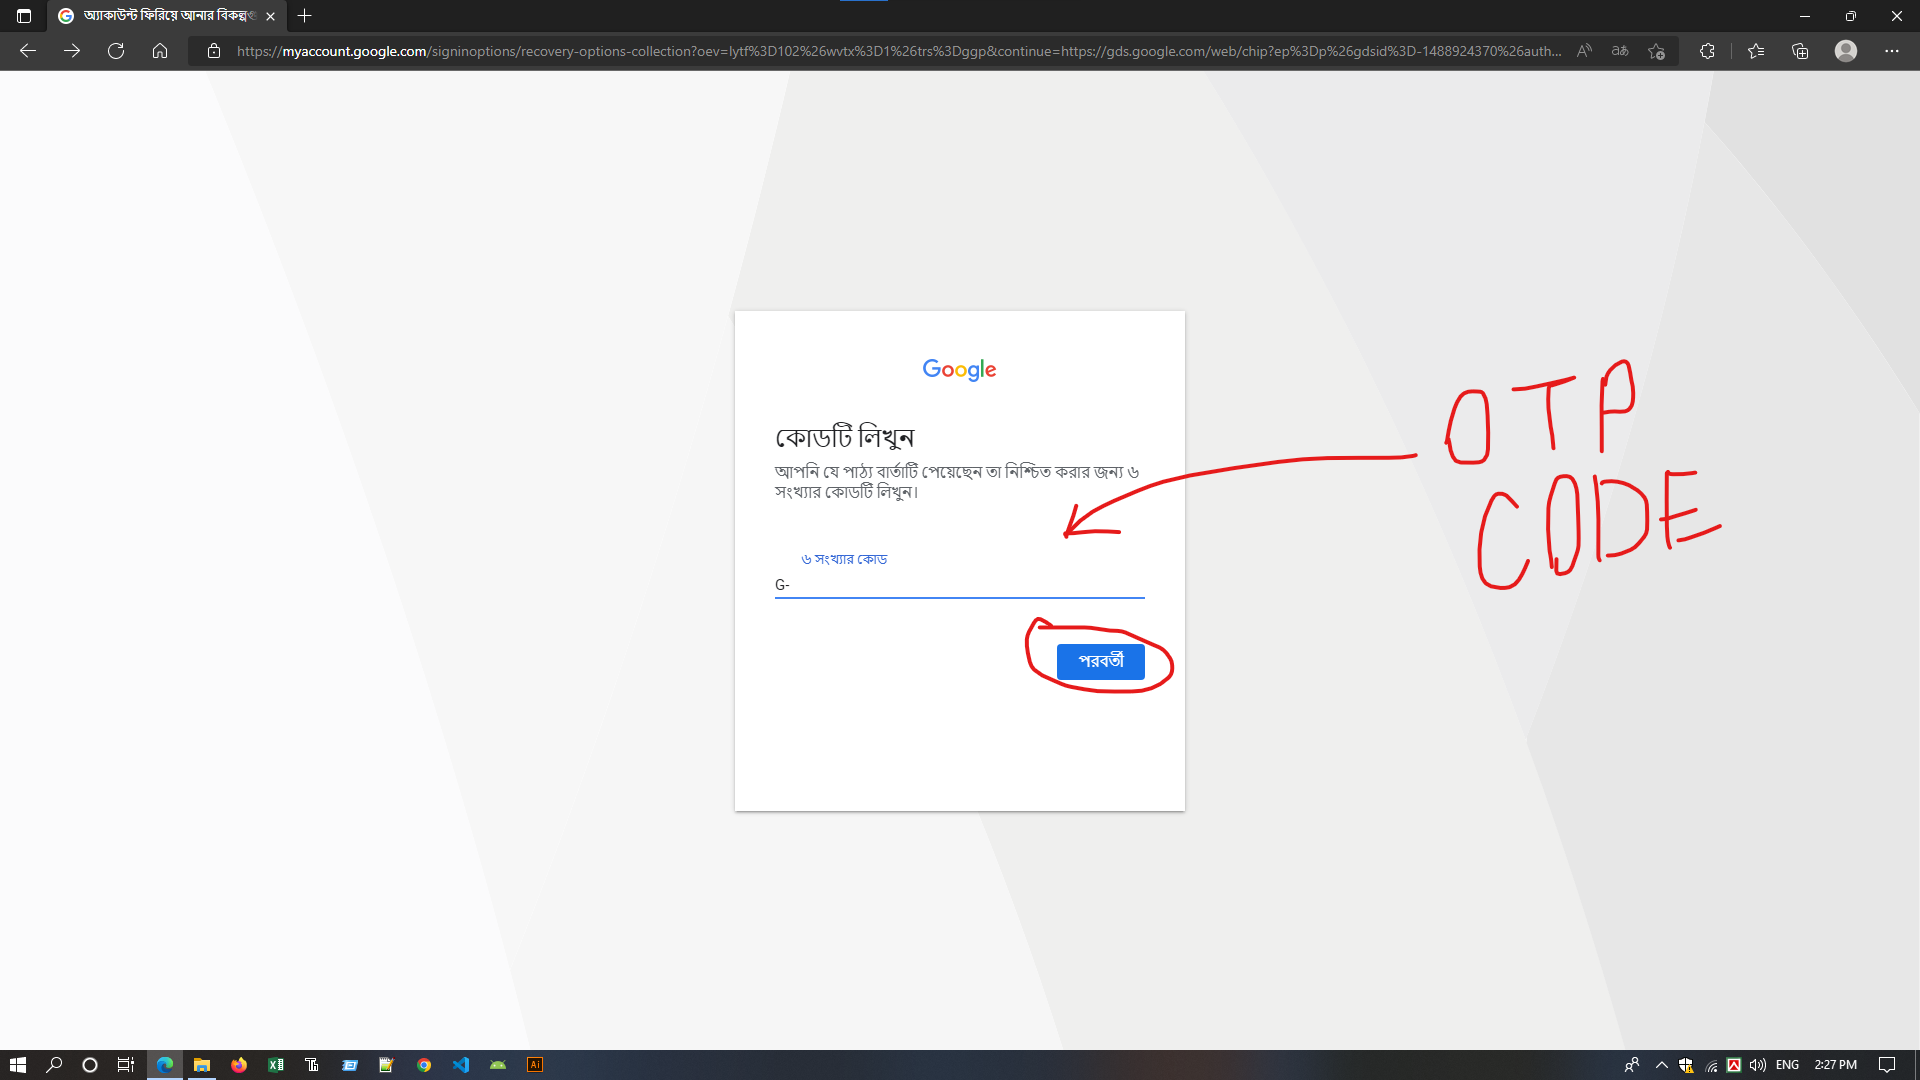 অ্যাকাউন্ট ফিরিয়ে আনার বিকল্প
https://myaccount.google.com/signinoptions/recovery-options-collection?oev=lytf%3D102%26wvtx%3D1%26trs%3Dggp&continue=https://gds.google.com/web/chip?ep%3Dp%26gdsid%3D-1488924370%26auth...
Google
কোডটি লিখুন
আপনি যে পাঠ্য বার্তাটি পেয়েছেন তা নিশ্চিত করার জন্য ৬
সংখ্যার কোডটি লিখুন।
৬ সংখ্যার কোড
G-
পরবর্তী
OTP
CODE
Ai
ENG
2:27 PM